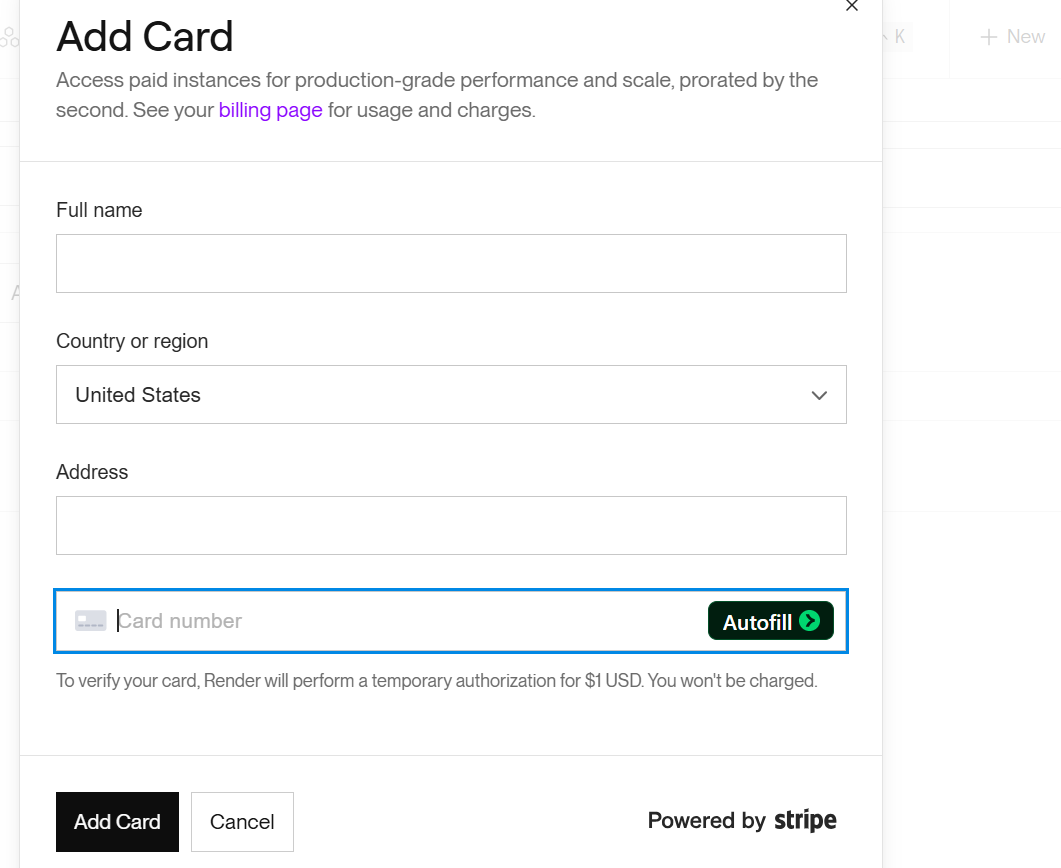 Add Card
K
New
Access paid instances for production-grade performance and scale, prorated by the
second. See your billing page for usage and charges.
Full name
Country or region
United States
Address
Card number
Autofill
To verify your card, Render will perform a temporary authorization for $1 USD. You won't be charged.
Add Card
Cancel
Powered by stripe